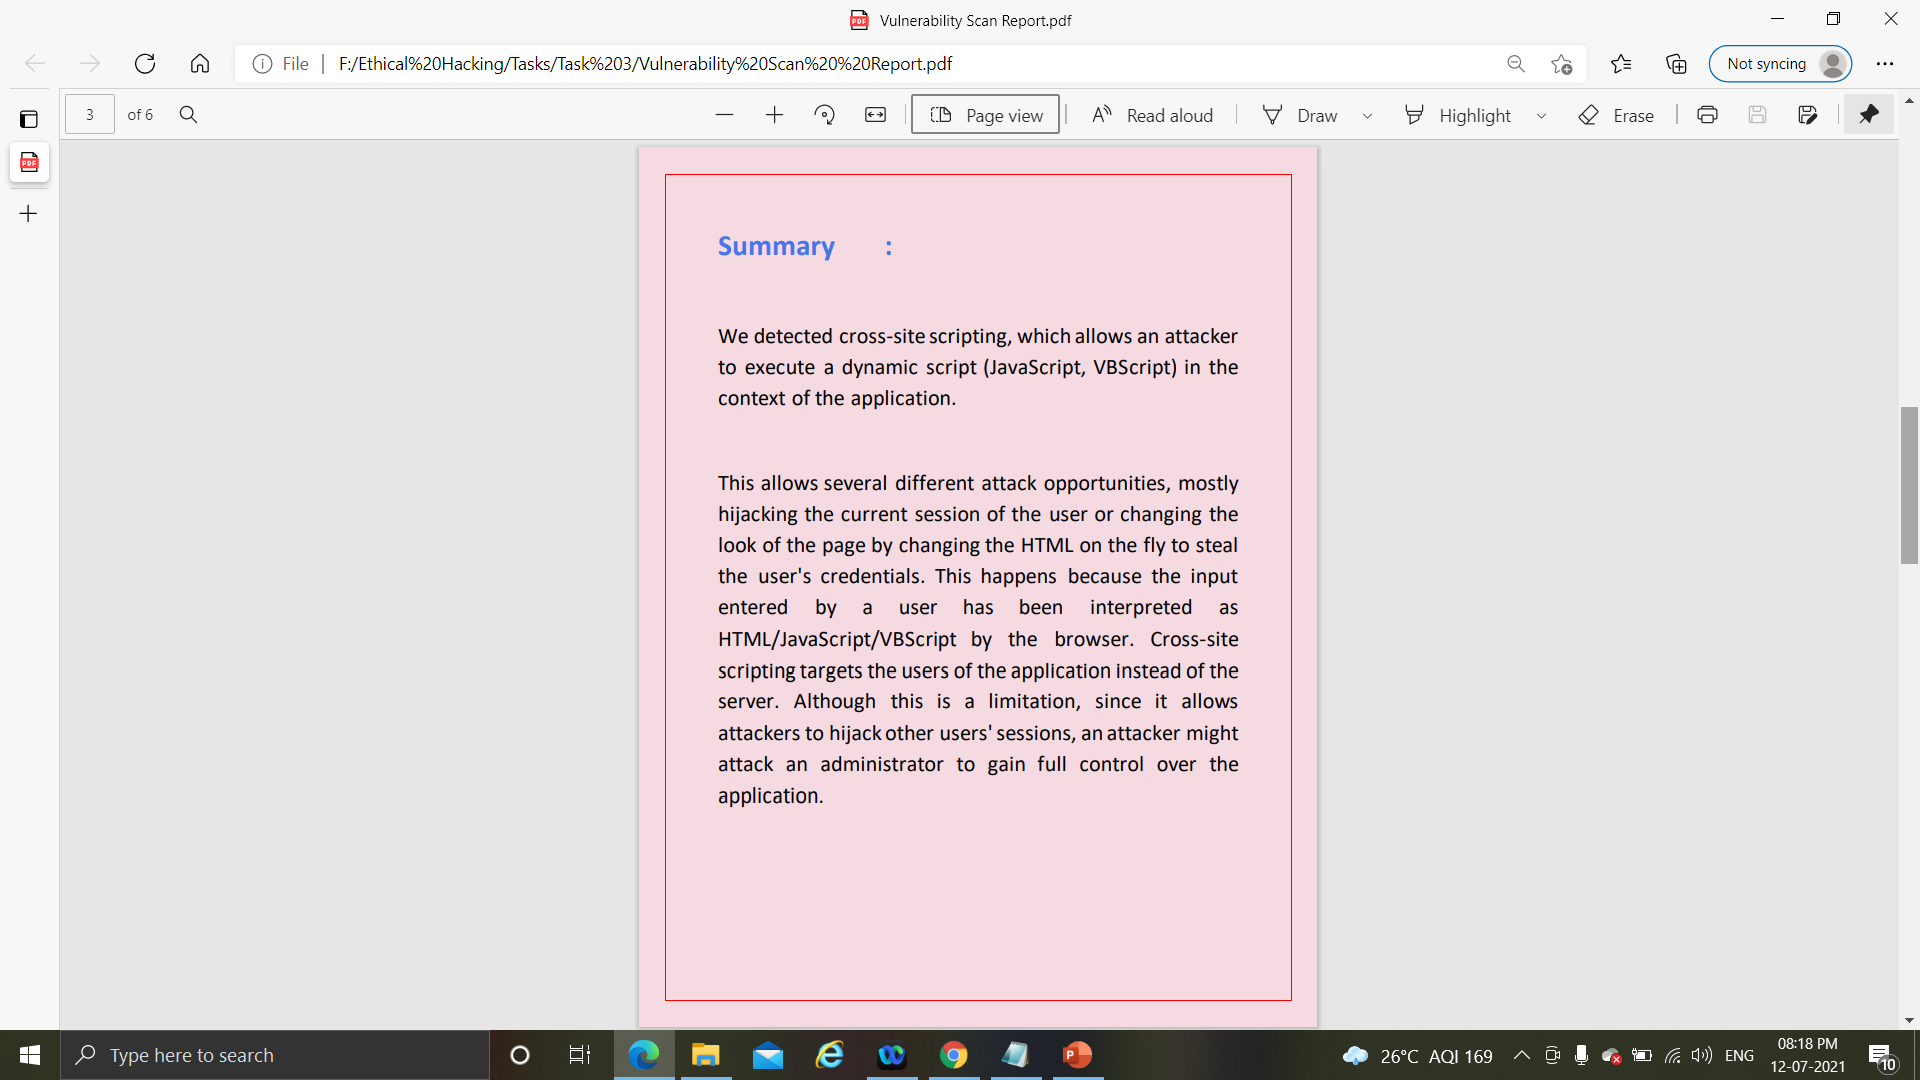 Vulnerability Scan Report.pdf
File
F:/Ethical%20Hacking/Tasks/Task%203/Vulnerability%20Scan%20%20Report.pdf
Not syncing
3
of 6
Page view
Read aloud
Draw
Highlight
Erase
Summary :
We detected cross-site scripting, which allows an attacker
to execute a dynamic script (JavaScript, VBScript) in the
context of the application.
This allows several different attack opportunities, mostly
hijacking the current session of the user or changing the
look of the page by changing the HTML on the fly to steal
the user's credentials. This happens because the input
entered by a user has been interpreted as
HTML/JavaScript/VBScript by the browser. Cross-site
scripting targets the users of the application instead of the
server. Although this is a limitation, since it allows
attackers to hijack other users' sessions, an attacker might
attack an administrator to gain full control over the
application.
Type here to search
26°C AQI 169
ENG
08:18 PM
12-07-2021
10